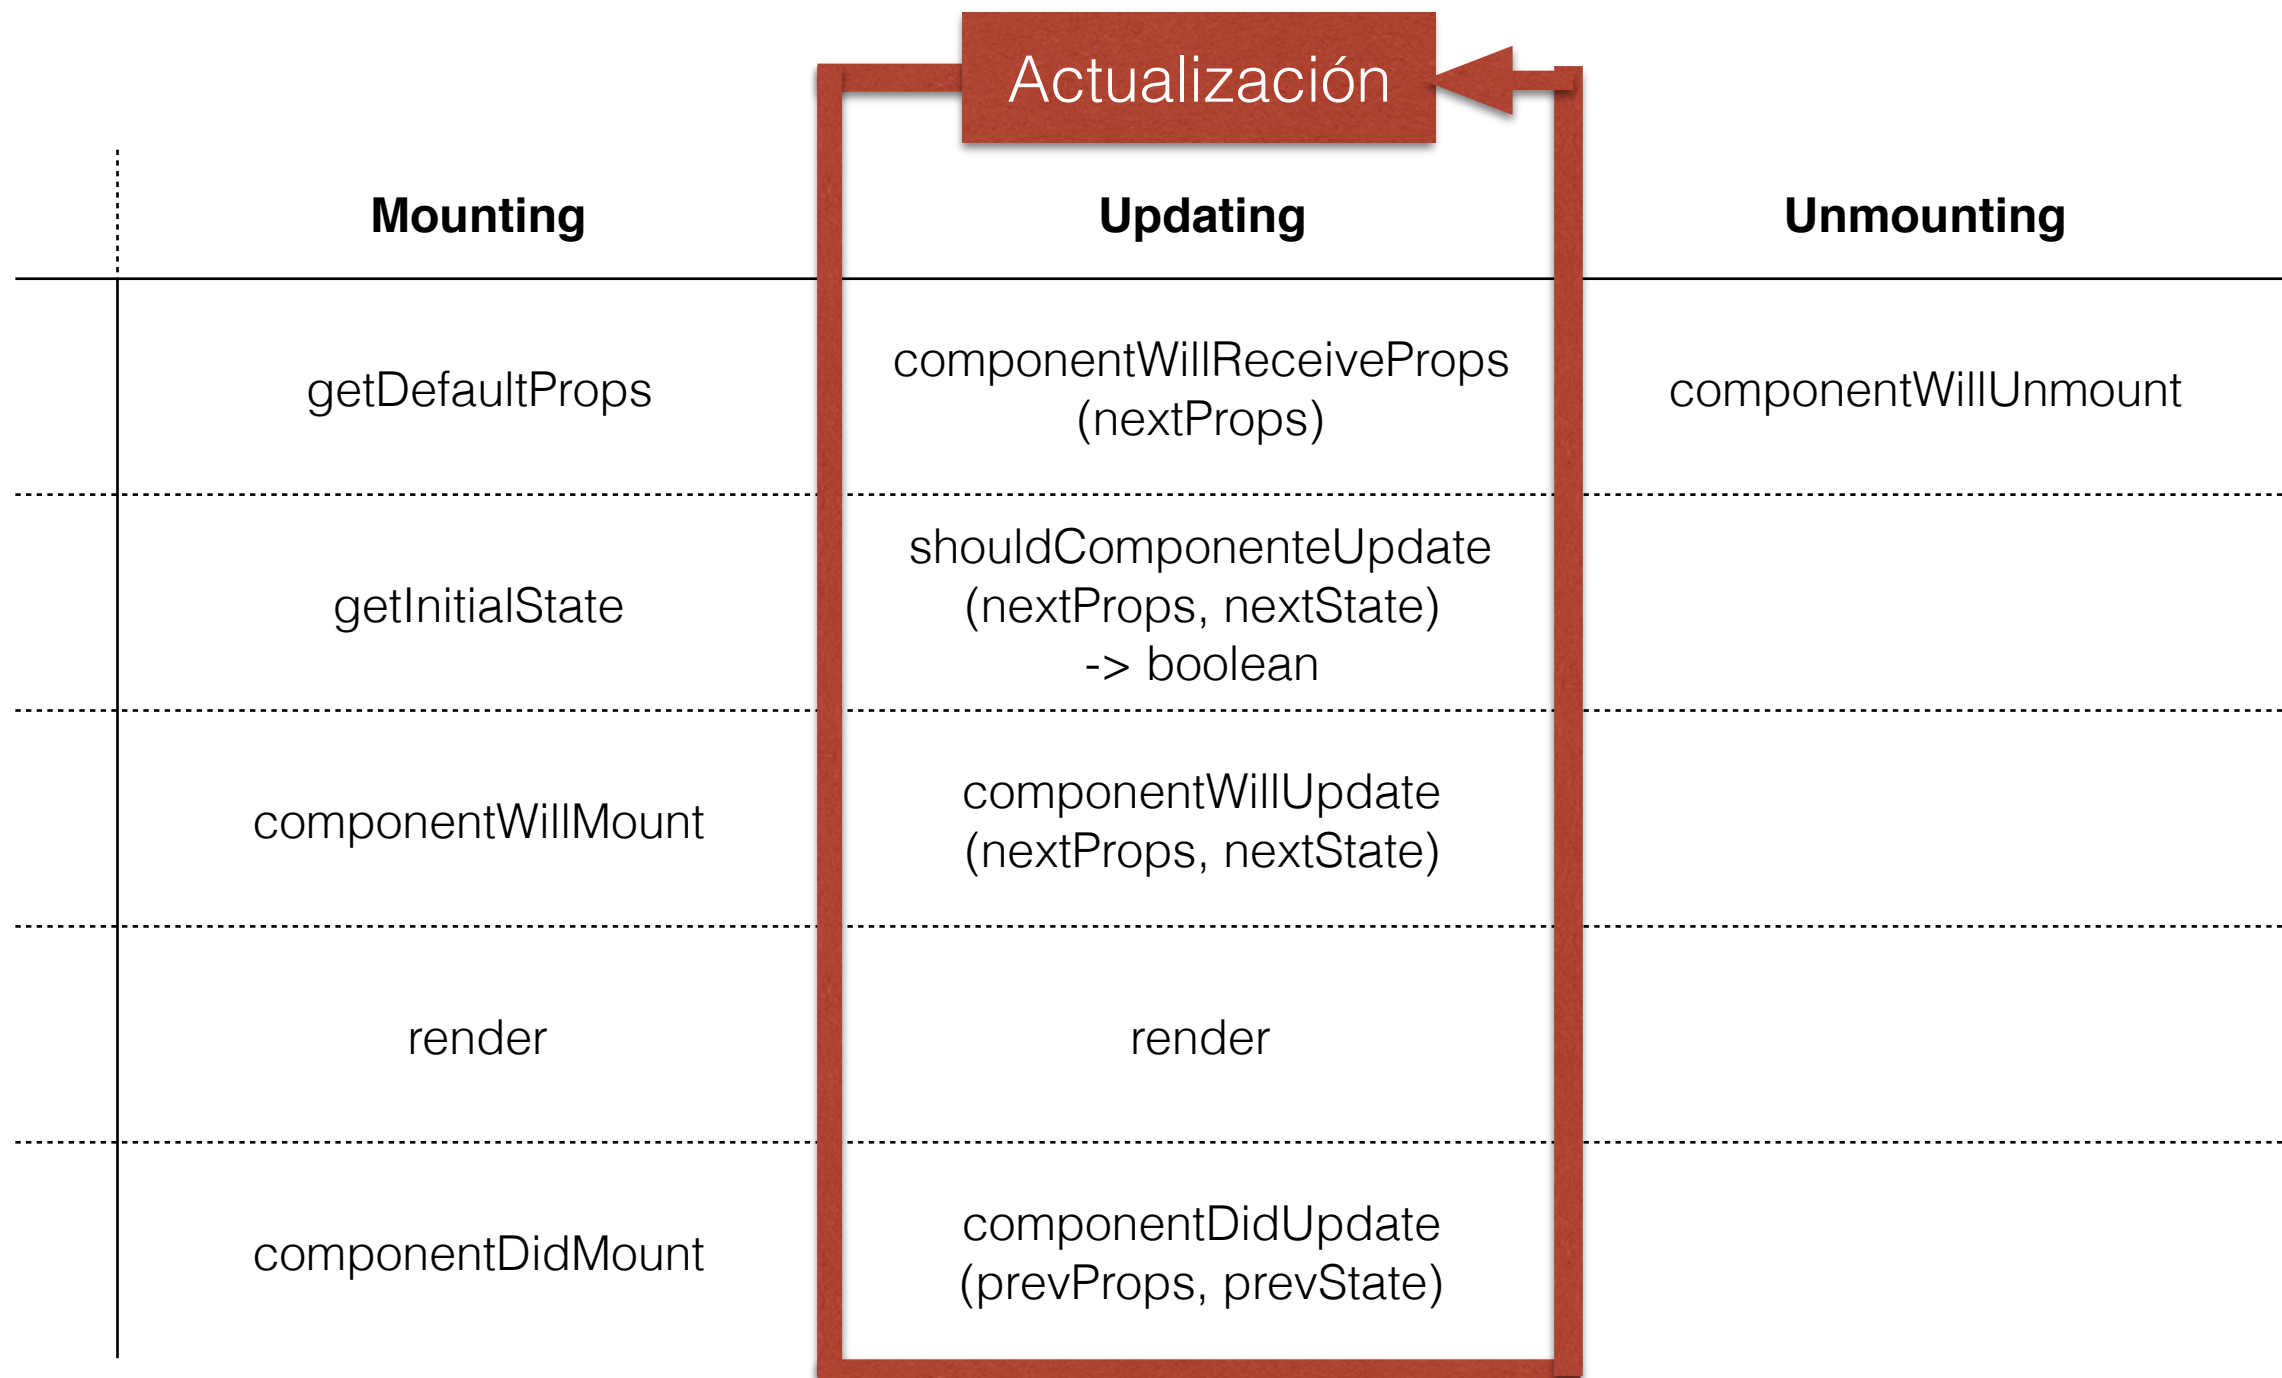 Actualización
Mounting
Updating
Unmounting
getDefaultProps
componentWillReceiveProps
(nextProps)
componentWillUnmount
getInitialState
shouldComponenteUpdate
(nextProps, nextState)
-> boolean
componentWillMount
componentWillUpdate
(nextProps, nextState)
render
render
componentDidMount
componentDidUpdate
(prevProps, prevState)